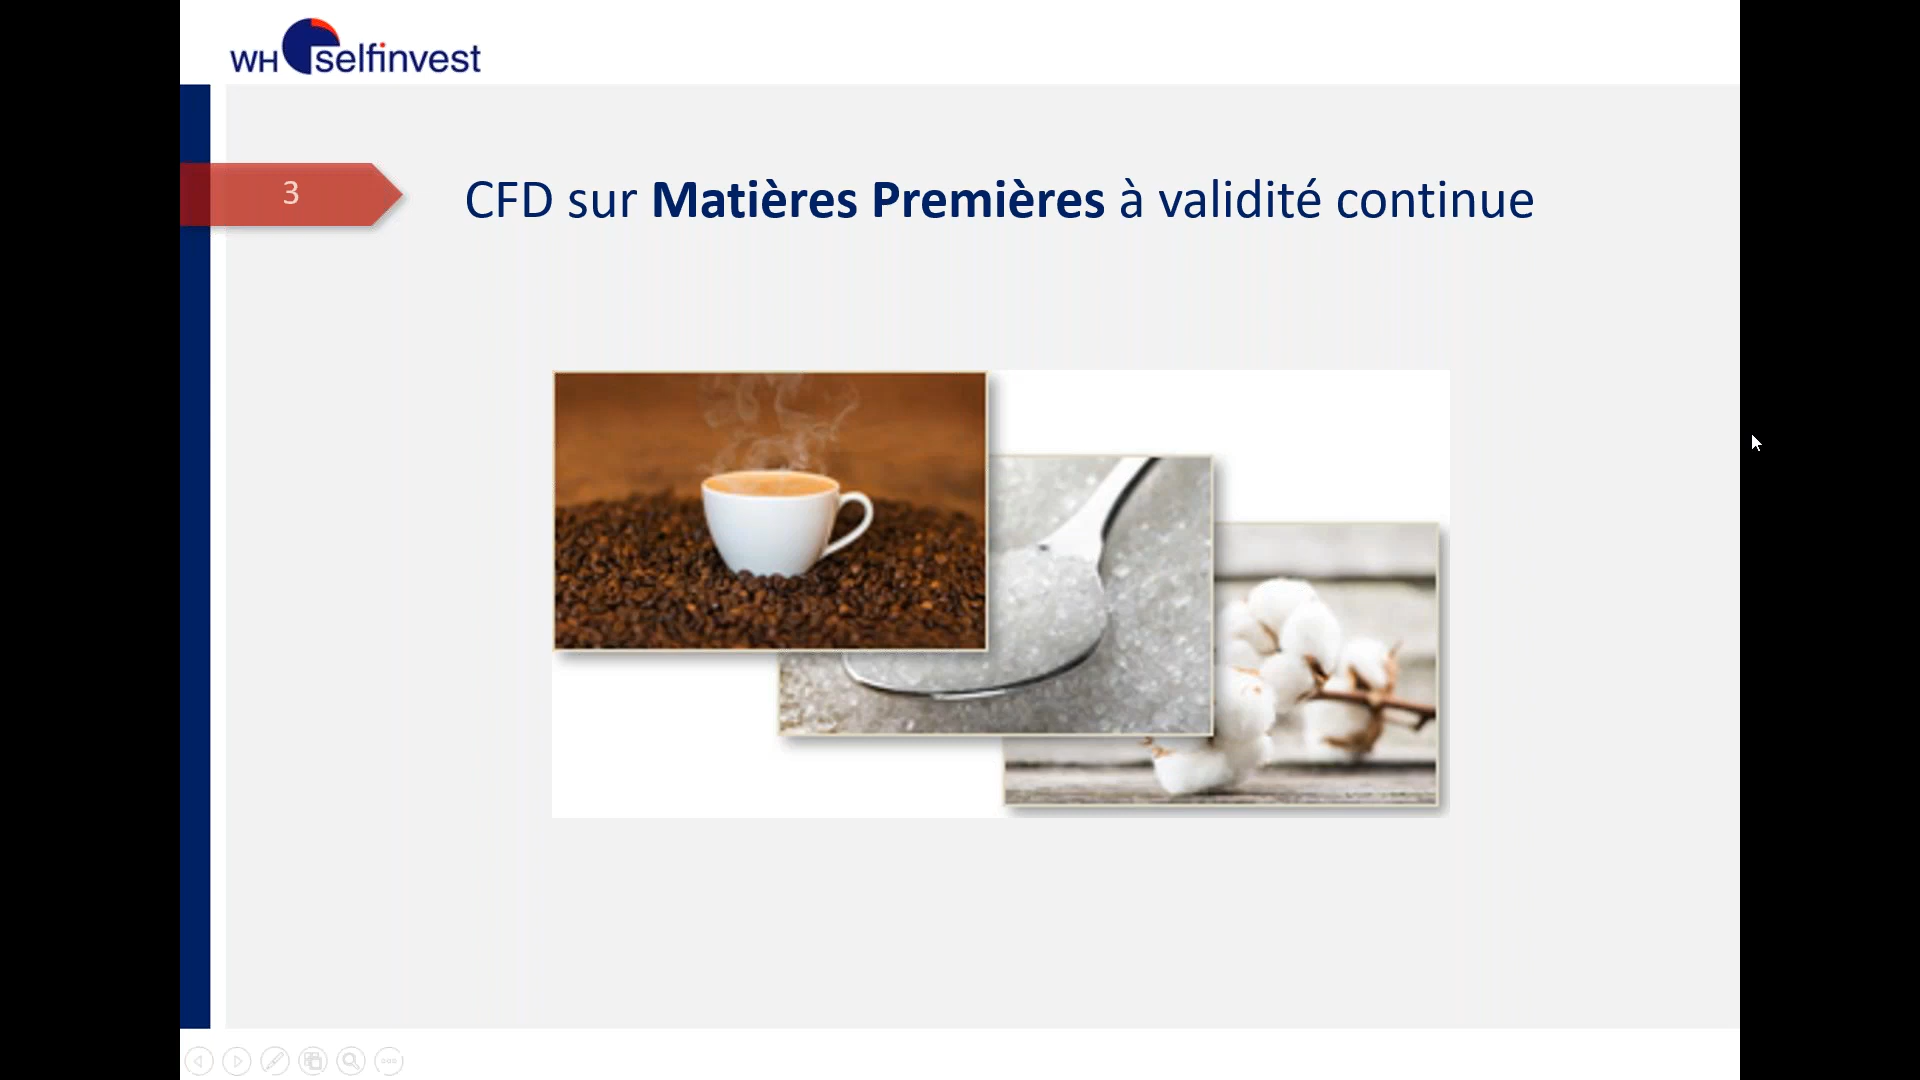 WH selfinvest
3
CFD sur Matières Premières à validité continue